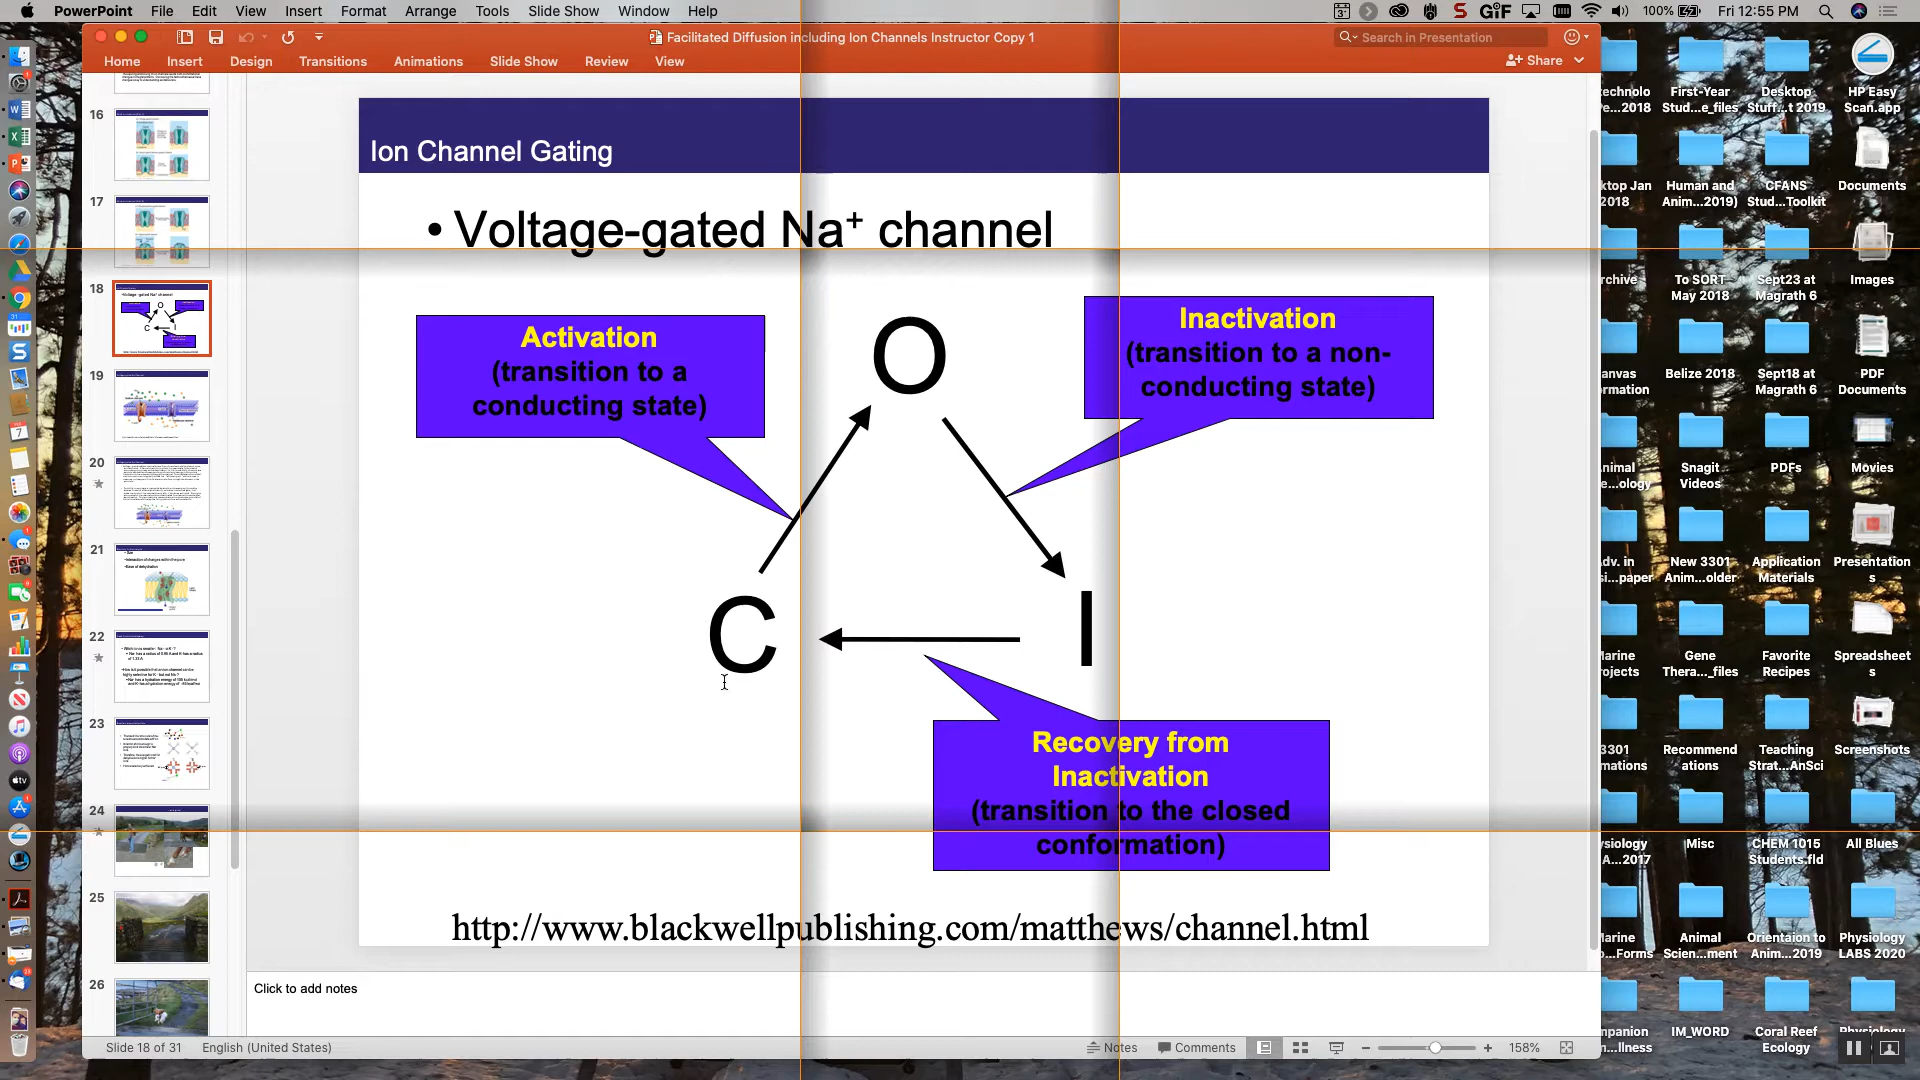 PowerPoint File Edit View Insert Format Arrange Tools Slide Show Window Help
100% Fri 12:55 PM
Facilitated Diffusion including Ion Channels Instructor Copy 1
Search in Presentation
Home Insert Design Transitions Animations Slide Show Review View
Share
16
17
18
19
20
21
22
23
24
25
26
Ion Channel Gating
• Voltage-gated Na⁺ channel
Activation
(transition to a
conducting state)
O
Inactivation
(transition to a non-
conducting state)
C
I
Recovery from
Inactivation
(transition to the closed
conformation)
http://www.blackwellpublishing.com/matthews/channel.html
Click to add notes
Slide 18 of 31 English (United States)
Notes Comments 158%
First-Year
Stud...e_files
Desktop
Stuff...t 2019
HP Easy
Scan.app
Human and
Anim...2019)
CFANS
Stud...Toolkit
Documents
To SORT
May 2018
Sept23 at
Magrath 6
Images
Belize 2018
Sept18 at
Magrath 6
PDF
Documents
Snagit
Videos
PDFs
Movies
New 3301
Anim...older
Application
Materials
Presentation
s
Gene
Thera..._files
Favorite
Recipes
Spreadsheet
s
Recommend
ations
Teaching
Strat...AnSci
Screenshots
Misc
CHEM 1015
Students.fld
All Blues
Animal
Scien...ment
Orientaion to
Anim...2019
Physiology
LABS 2020
IM_WORD
Coral Reef
Ecology